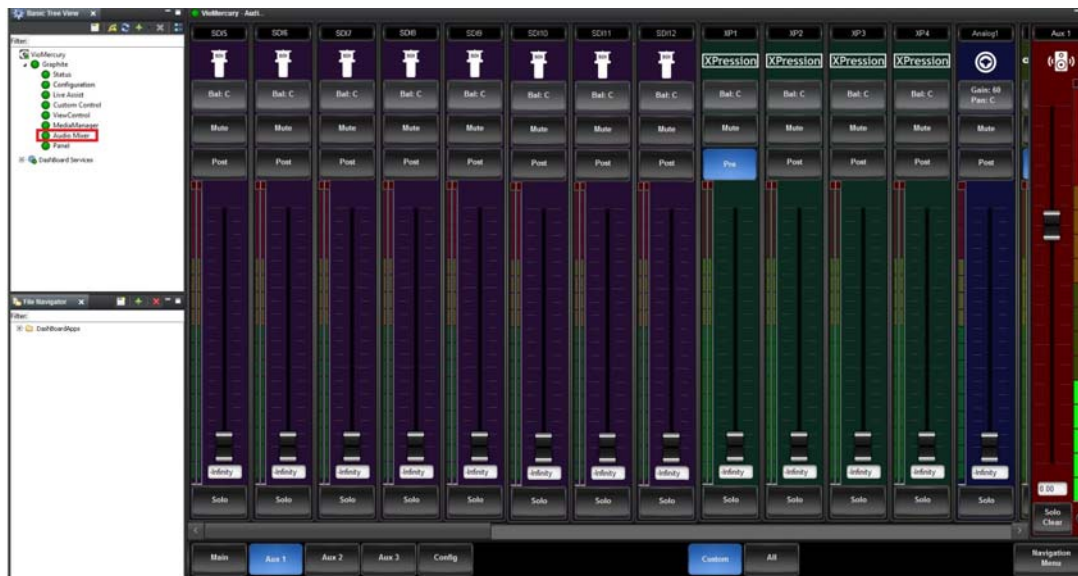 Basic Tree View
VioMercury - Audi...
Filter:
VioMercury
Graphite
Status
Configuration
Live Assist
Custom Control
ViewControl
MediaManager
Audio Mixer
Panel
DashBoard Services
File Navigator
Filter:
DashBoardApps
SDI5 SDI6 SDI7 SDI8 SDI9 SDI10 SDI11 SDI12 XP1 XP2 XP3 XP4 Analog1 Aux 1
XPression XPression XPression XPression
Bal: C Bal: C Bal: C Bal: C Bal: C Bal: C Bal: C Bal: C Bal: C Bal: C Bal: C Bal: C Gain: 60
Pan: C
Mute Mute Mute Mute Mute Mute Mute Mute Mute Mute Mute Mute Mute
Post Post Post Post Post Post Post Post Pre Post Post Post Post
-Infinity -Infinity -Infinity -Infinity -Infinity -Infinity -Infinity -Infinity -Infinity -Infinity -Infinity -Infinity -Infinity 0.00
Solo Solo Solo Solo Solo Solo Solo Solo Solo Solo Solo Solo Solo Solo
Clear
Main Aux 1 Aux 2 Aux 3 Config Custom All Navigation
Menu